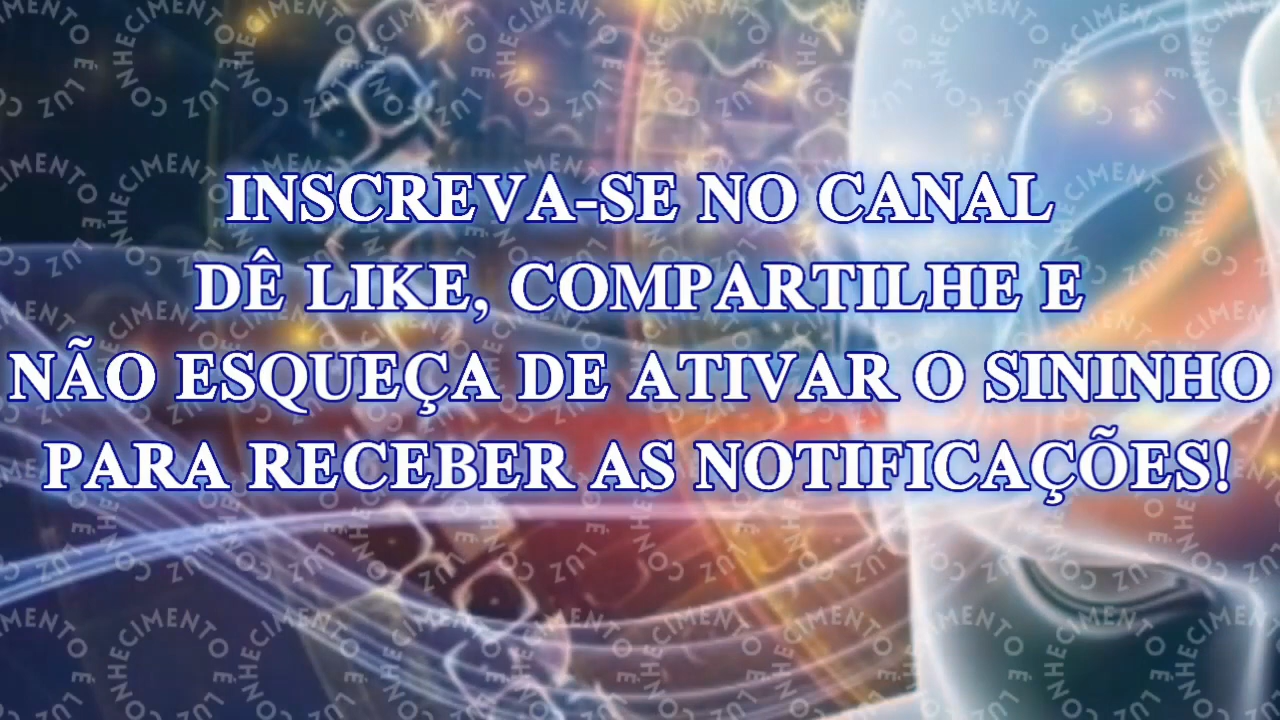 INSCREVA-SE NO CANAL
DÊ LIKE, COMPARTILHE E
NÃO ESQUEÇA DE ATIVAR O SININHO
PARA RECEBER AS NOTIFICAÇÕES!
CONHECIMENTO É LUZ